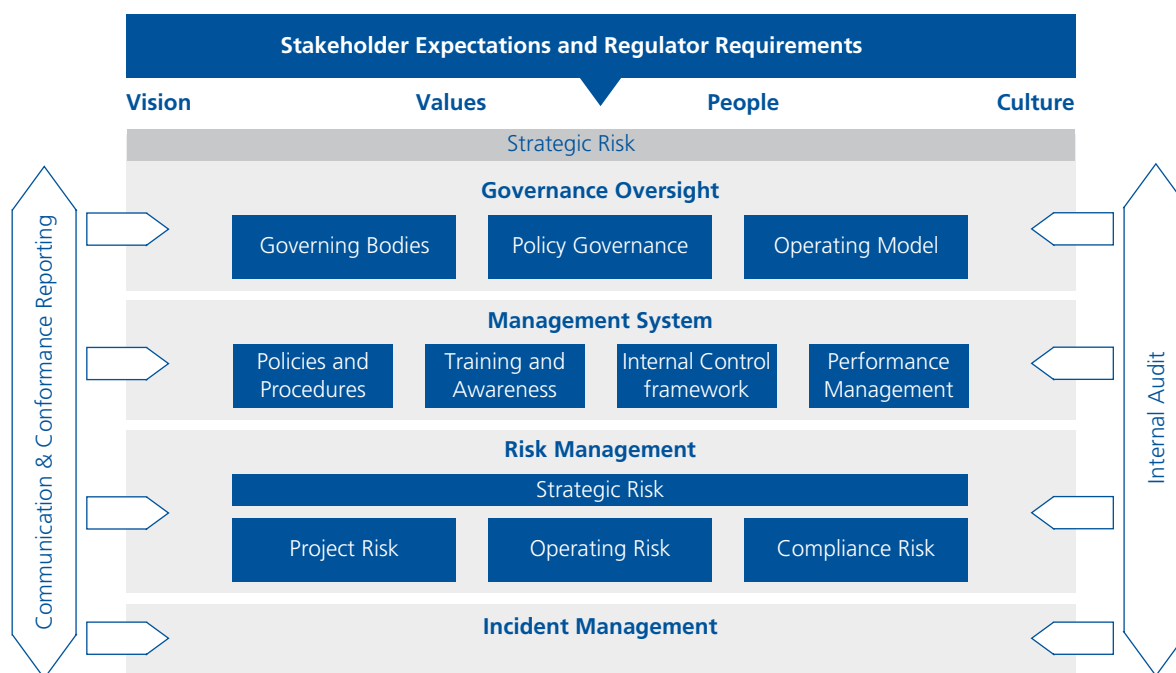 Stakeholder Expectations and Regulator Requirements
Vision
Values
People
Culture
Strategic Risk
Governance Oversight
Governing Bodies
Policy Governance
Operating Model
Management System
Policies and
Procedures
Training and
Awareness
Internal Control
framework
Performance
Management
Risk Management
Strategic Risk
Project Risk
Operating Risk
Compliance Risk
Incident Management
Communication & Conformance Reporting
Internal Audit